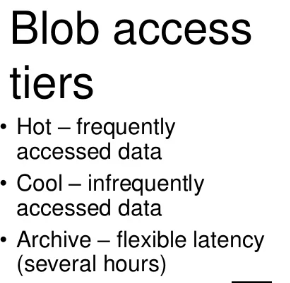 Blob access
tiers
• Hot – frequently
accessed data
• Cool – infrequently
accessed data
• Archive – flexible latency
(several hours)